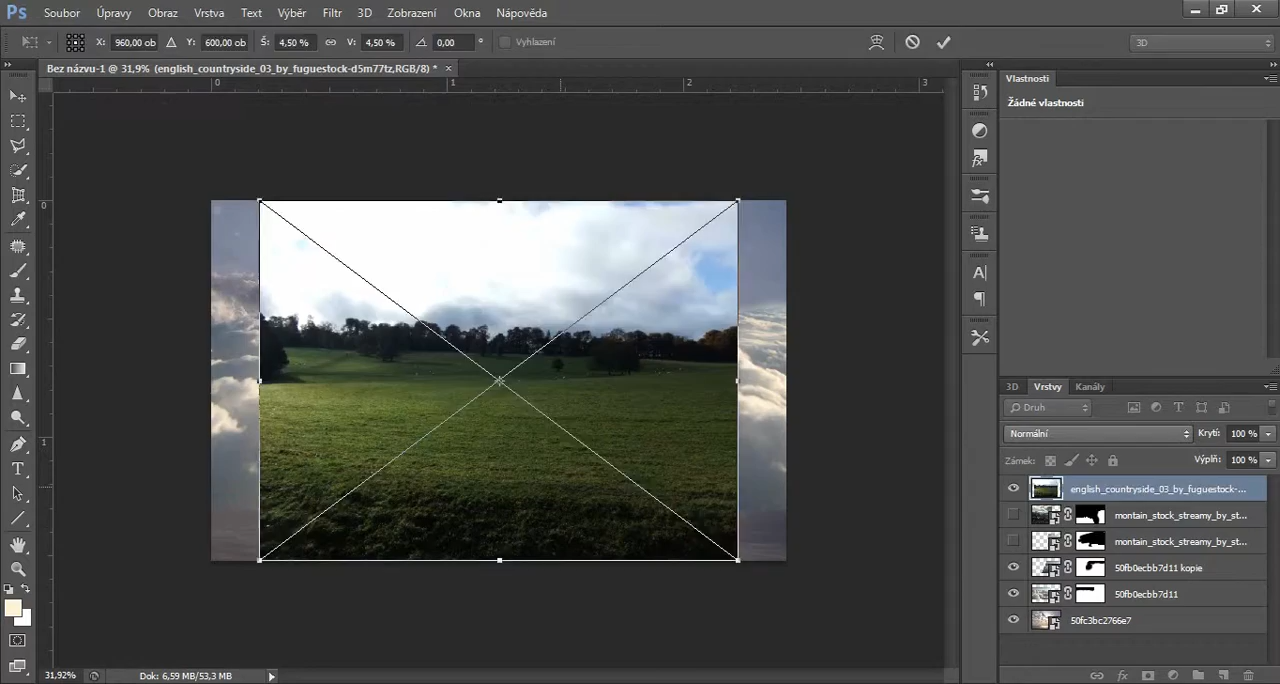 Ps Soubor Úpravy Obraz Vrstva Text Výběr Filtr 3D Zobrazení Okna Nápověda
X: 960,00 ob Y: 600,00 ob Š: 4,50 % V: 4,50 % 0,00 ° Vyhlazení 3D
Bez názvu-1 @ 31,9% (english_countryside_03_by_fuguestock-d5m77tz,RGB/8) * ×
0 1 2 3
0
1
Vlastnosti
Žádné vlastnosti
3D Vrstvy Kanály
Druh
Normální Krytí: 100 %
Zámek: Výplň: 100 %
english_countryside_03_by_fuguestock-...
montain_stock_streamy_by_st...
montain_stock_streamy_by_st...
50fb0ecbb7d11 kopie
50fb0ecbb7d11
50fc3bc2766e7
31,92% Dok: 6,59 MB/53,3 MB